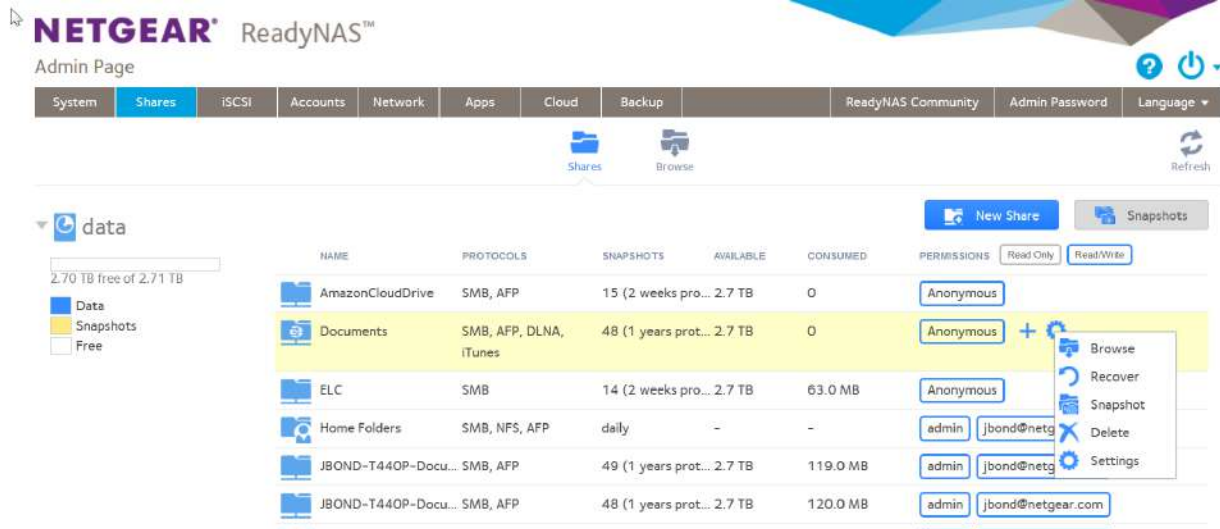 NETGEAR® ReadyNAS™
Admin Page
System Shares iSCSI Accounts Network Apps Cloud Backup ReadyNAS Community Admin Password Language
Shares Browse Refresh
data
New Share Snapshots
2.70 TB free of 2.71 TB
Data
Snapshots
Free
NAME PROTOCOLS SNAPSHOTS AVAILABLE CONSUMED PERMISSIONS Read Only Read/Write
AmazonCloudDrive SMB, AFP 15 (2 weeks pro... 2.7 TB 0 Anonymous
Documents SMB, AFP, DLNA, 48 (1 years prot... 2.7 TB 0 Anonymous
iTunes
ELC SMB 14 (2 weeks pro... 2.7 TB 63.0 MB Anonymous
Home Folders SMB, NFS, AFP daily - - admin jbond@netg
JBOND-T440P-Docu... SMB, AFP 49 (1 years prot... 2.7 TB 119.0 MB admin jbond@netg
JBOND-T440P-Docu... SMB, AFP 48 (1 years prot... 2.7 TB 120.0 MB admin jbond@netgear.com
Browse
Recover
Snapshot
Delete
Settings